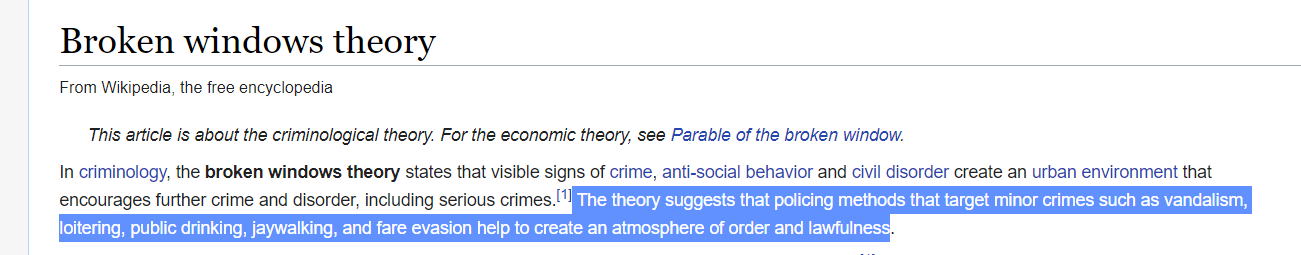 Broken windows theory
From Wikipedia, the free encyclopedia
This article is about the criminological theory. For the economic theory, see Parable of the broken window.
In criminology, the broken windows theory states that visible signs of crime, anti-social behavior and civil disorder create an urban environment that
encourages further crime and disorder, including serious crimes.[1] The theory suggests that policing methods that target minor crimes such as vandalism,
loitering, public drinking, jaywalking, and fare evasion help to create an atmosphere of order and lawfulness.